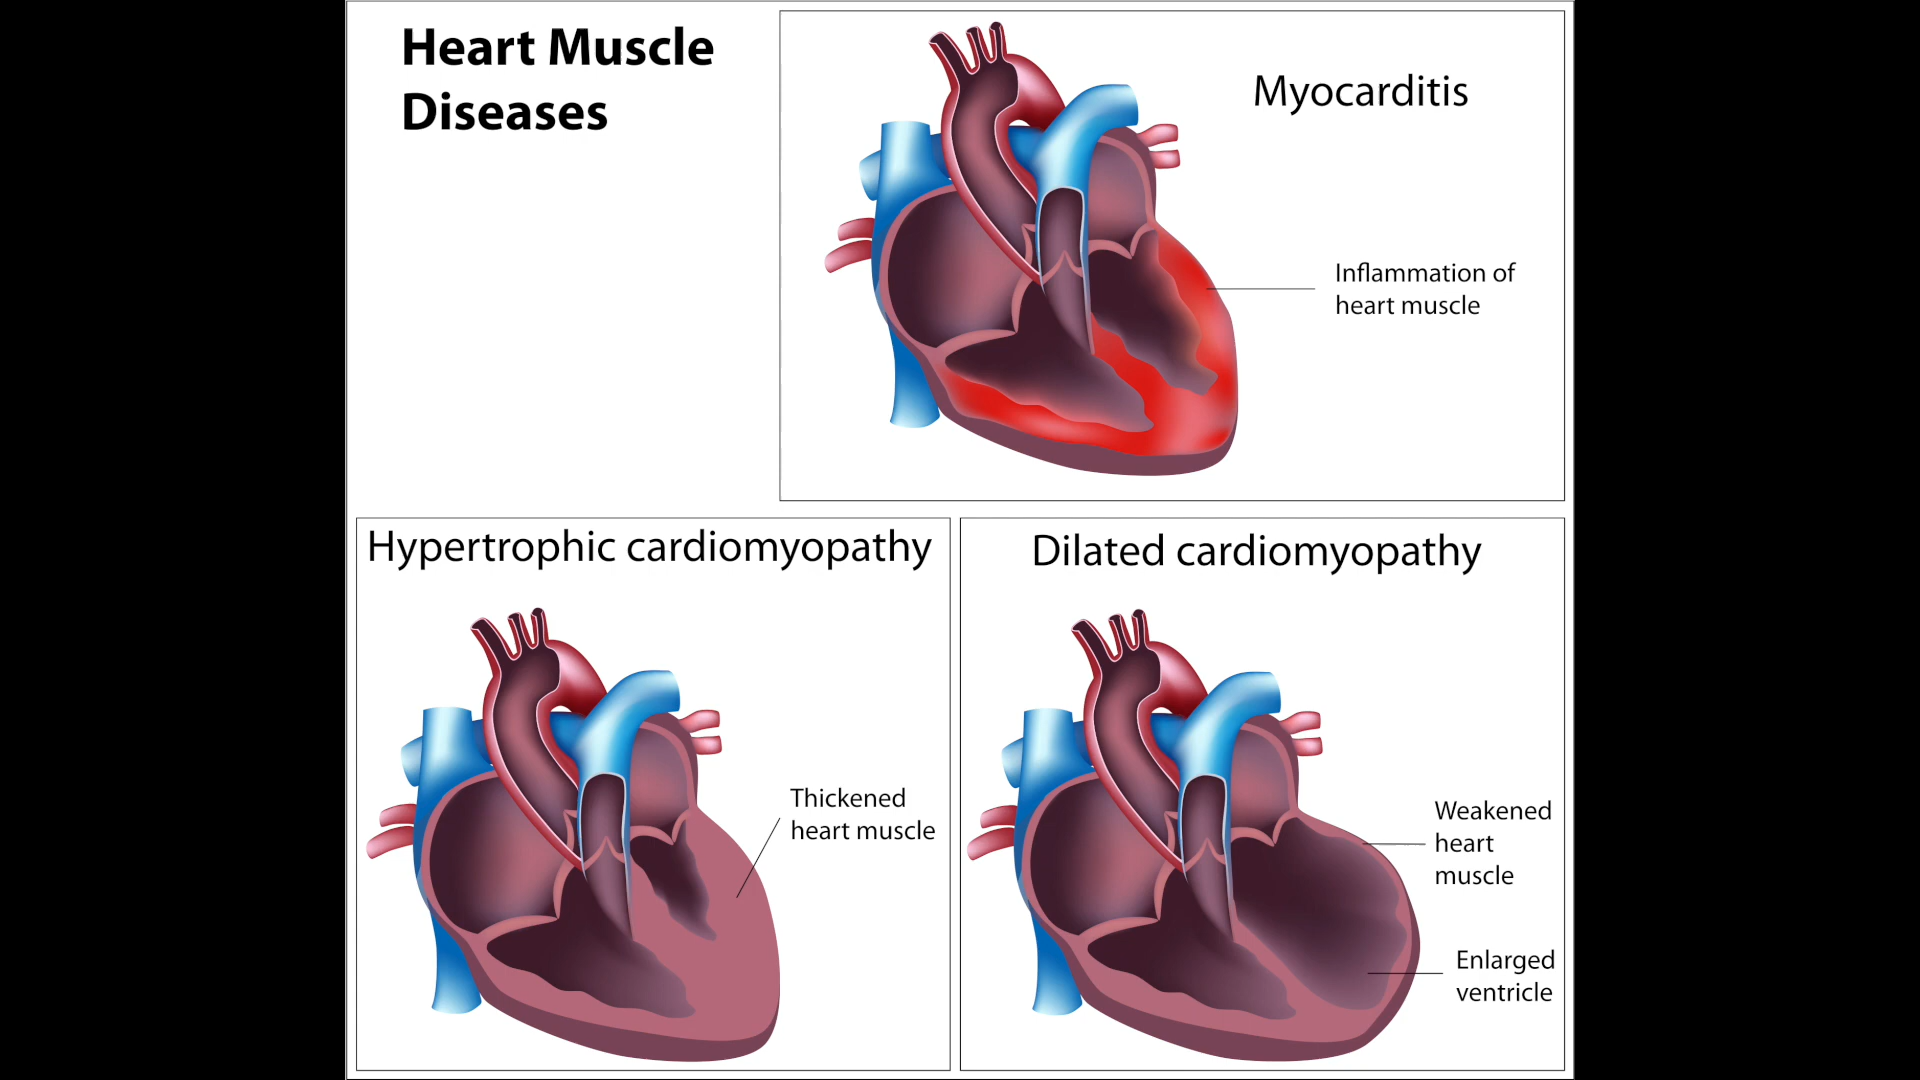 Heart Muscle
Diseases
Myocarditis
Inflammation of
heart muscle
Hypertrophic cardiomyopathy
Thickened
heart muscle
Dilated cardiomyopathy
Weakened
heart
muscle
Enlarged
ventricle